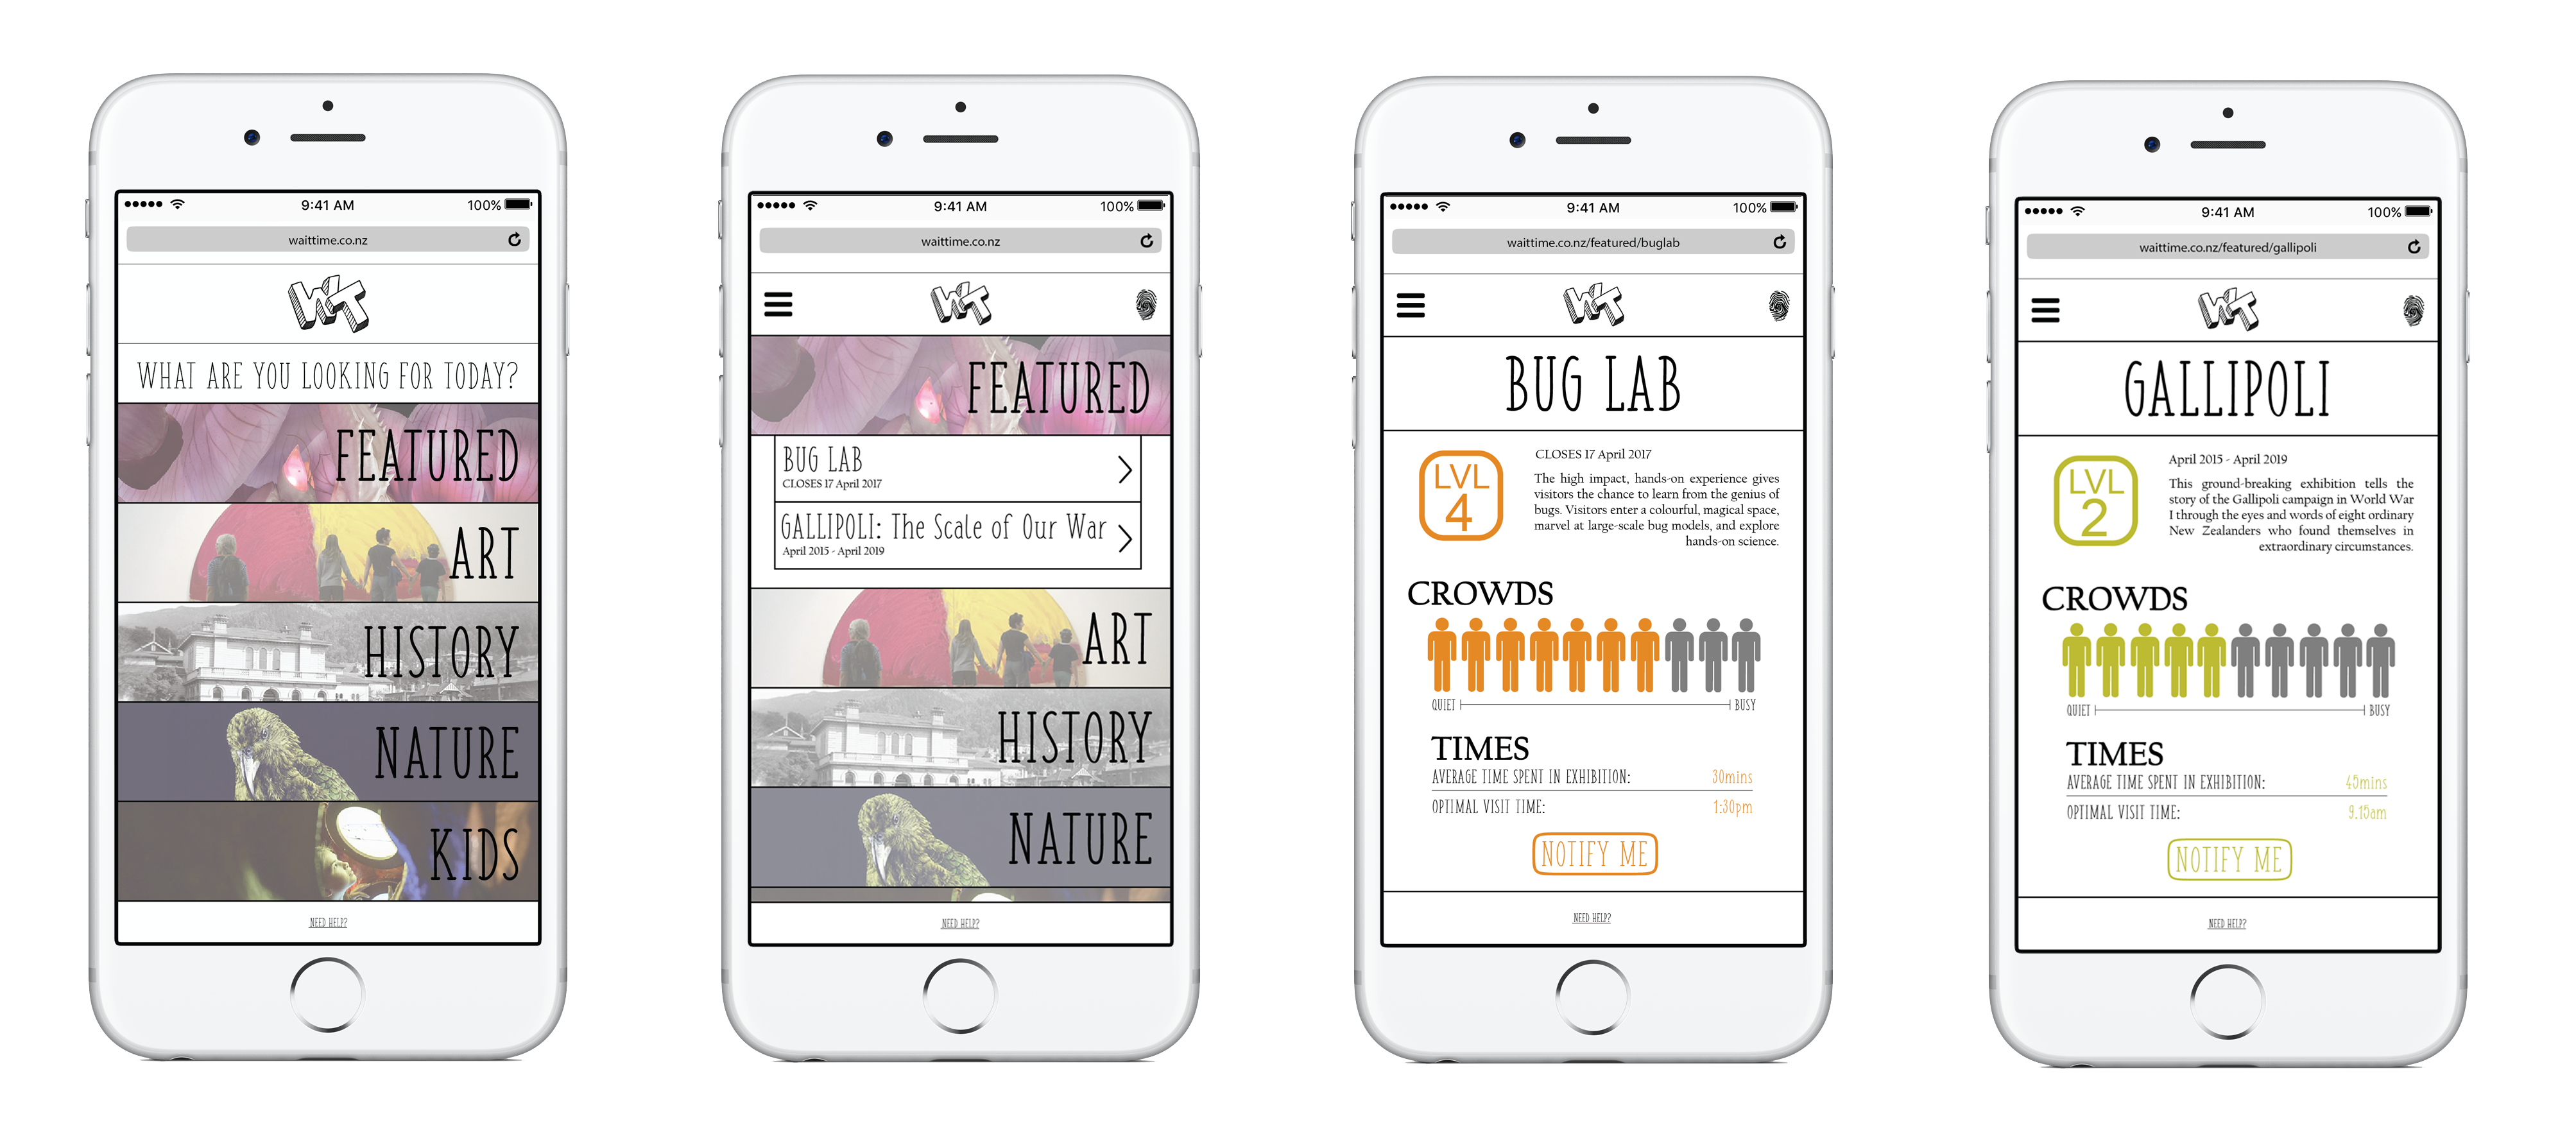 9:41 AM
100%
waittime.co.nz
WT
WHAT ARE YOU LOOKING FOR TODAY?
FEATURED
ART
HISTORY
NATURE
KIDS
NEED HELP?
9:41 AM
100%
waittime.co.nz
WT
FEATURED
BUG LAB
CLOSES 17 April 2017
GALLIPOLI: The Scale of Our War
April 2015 - April 2019
ART
HISTORY
NATURE
NEED HELP?
9:41 AM
100%
waittime.co.nz/featured/buglab
WT
BUG LAB
LVL
4
CLOSES 17 April 2017
The high impact, hands-on experience gives
visitors the chance to learn from the genius of
bugs. Visitors enter a colourful, magical space,
marvel at large-scale bug models, and explore
hands-on science.
CROWDS
QUIET BUSY
TIMES
AVERAGE TIME SPENT IN EXHIBITION: 30mins
OPTIMAL VISIT TIME: 1:30pm
NOTIFY ME
NEED HELP?
9:41 AM
100%
waittime.co.nz/featured/gallipoli
WT
GALLIPOLI
LVL
2
April 2015 - April 2019
This ground-breaking exhibition tells the
story of the Gallipoli campaign in World War
I through the eyes and words of eight ordinary
New Zealanders who found themselves in
extraordinary circumstances.
CROWDS
QUIET BUSY
TIMES
AVERAGE TIME SPENT IN EXHIBITION: 45mins
OPTIMAL VISIT TIME: 9.15am
NOTIFY ME
NEED HELP?